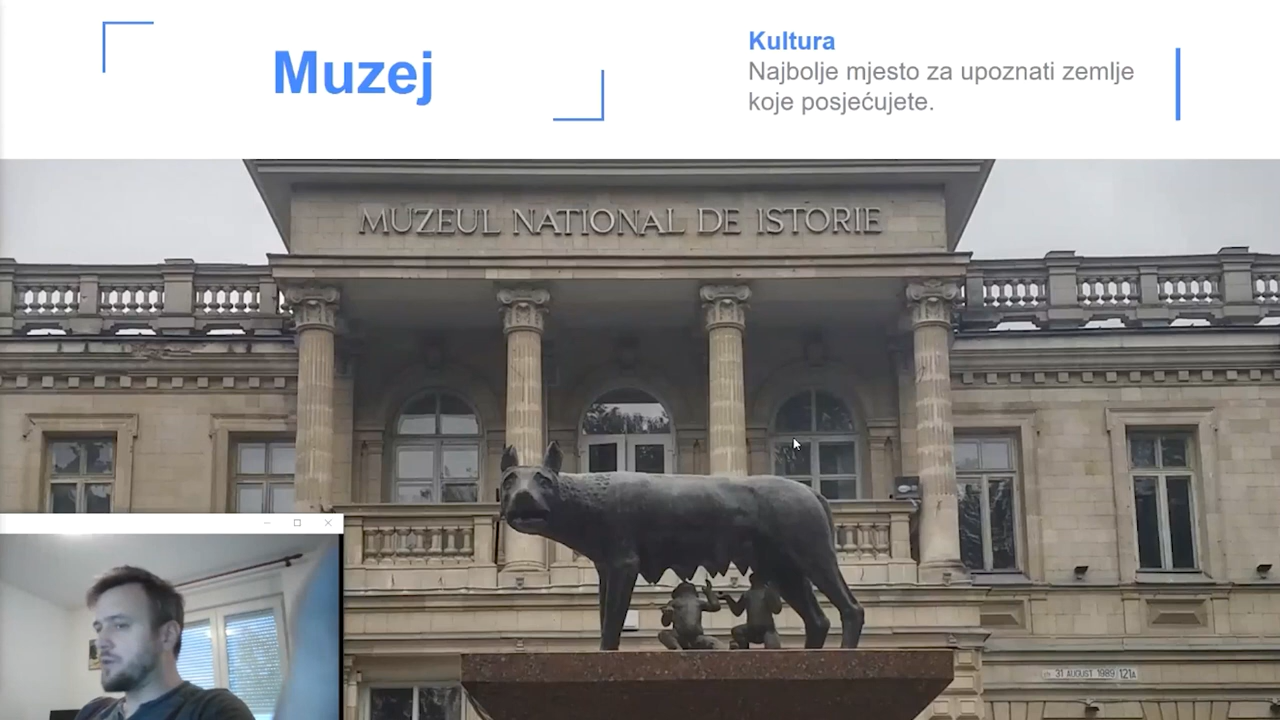 Muzej
Kultura
Najbolje mjesto za upoznati zemlje
koje posjećujete.
MUZEUL NATIONAL DE ISTORIE
31 AUGUST 1989 121A